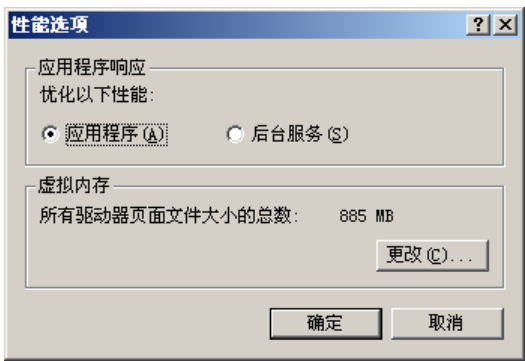 性能选项
应用程序响应
优化以下性能:
应用程序(A) 后台服务(S)
虚拟内存
所有驱动器页面文件大小的总数: 885 MB
更改(C)...
确定 取消